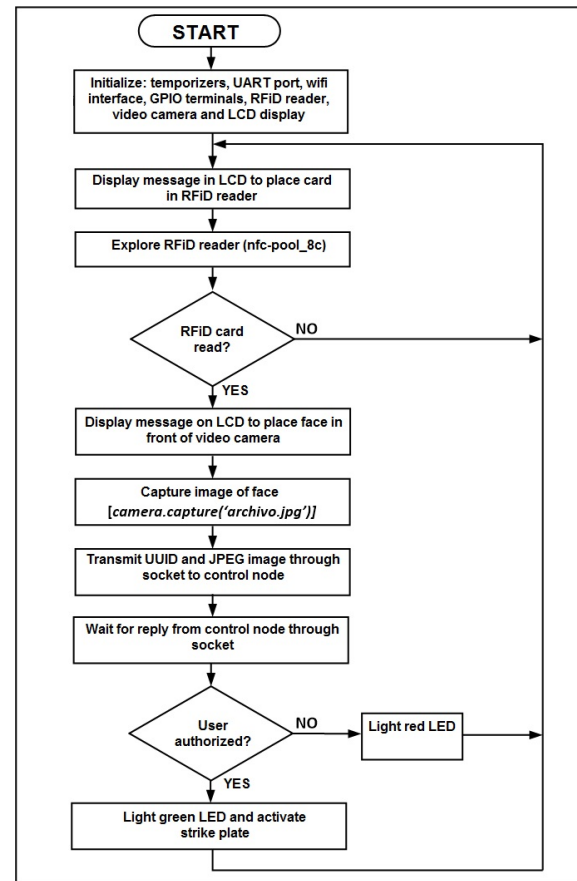 START
Initialize: temporizers, UART port, wifi
interface, GPIO terminals, RFiD reader,
video camera and LCD display
Display message in LCD to place card
in RFiD reader
Explore RFiD reader (nfc-pool_8c)
RFiD card
read?
NO
YES
Display message on LCD to place face in
front of video camera
Capture image of face
[camera.capture(‘archivo.jpg’)]
Transmit UUID and JPEG image through
socket to control node
Wait for reply from control node through
socket
User
authorized?
NO
Light red LED
YES
Light green LED and activate
strike plate